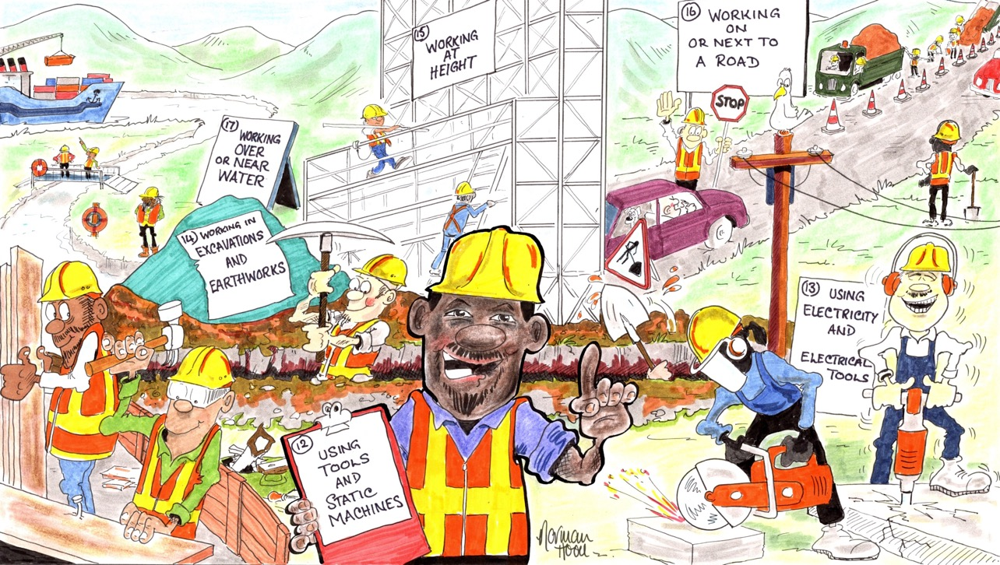 (15)
WORKING
AT
HEIGHT
(16)
WORKING
ON
OR NEXT TO
A ROAD
STOP
(17)
WORKING
OVER
OR NEAR
WATER
(14) WORKING IN
EXCAVATIONS
AND
EARTHWORKS
(13) USING
ELECTRICITY
AND
ELECTRICAL
TOOLS
(12)
USING
TOOLS
AND
STATIC
MACHINES
Norman
Hood